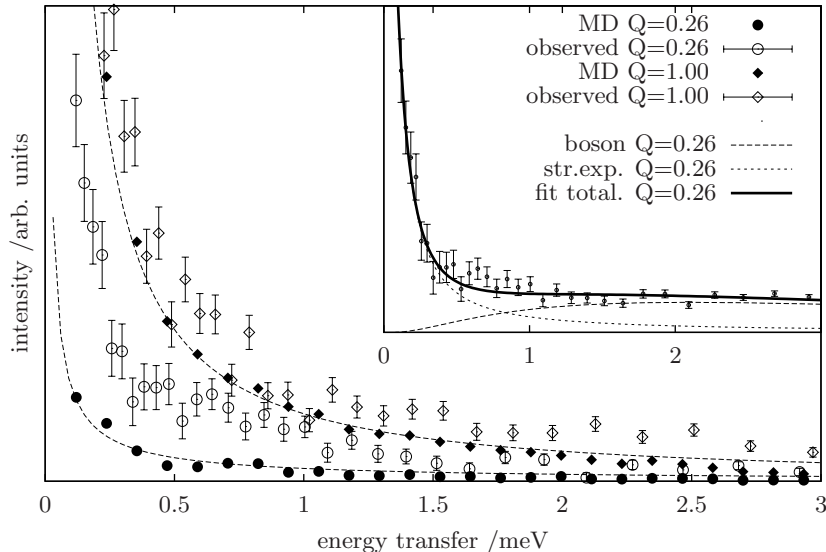 MD Q=0.26
observed Q=0.26
MD Q=1.00
observed Q=1.00
boson Q=0.26
str.exp. Q=0.26
fit total. Q=0.26
0 1 2
intensity /arb. units
0 0.5 1 1.5 2 2.5 3
energy transfer /meV